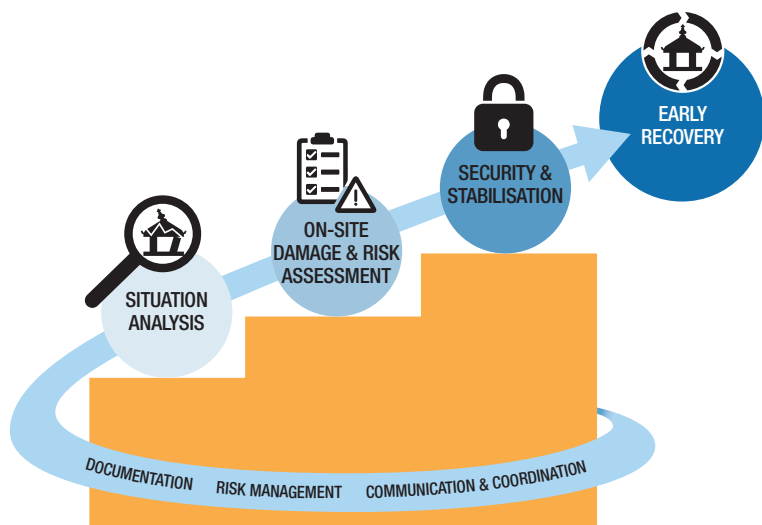 EARLY
RECOVERY
SECURITY &
STABILISATION
ON-SITE
DAMAGE & RISK
ASSESSMENT
SITUATION
ANALYSIS
DOCUMENTATION RISK MANAGEMENT COMMUNICATION & COORDINATION